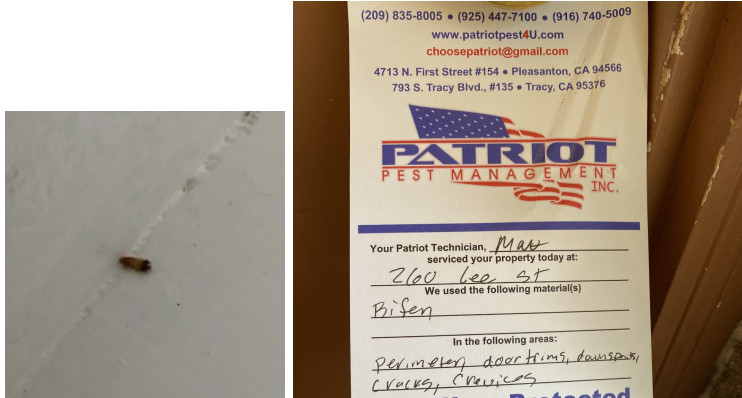 (209) 835-8005 • (925) 447-7100 • (916) 740-5009
www.patriotpest4U.com
choosepatriot@gmail.com
4713 N. First Street #154 • Pleasanton, CA 94566
793 S. Tracy Blvd., #135 • Tracy, CA 95376
PATRIOT
PEST MANAGEMENT
INC.
Your Patriot Technician, Max
serviced your property today at:
260 Lee St
We used the following material(s)
Bifen
In the following areas:
Perimeter, door trims, downspouts,
Cracks, Crevices
Protected